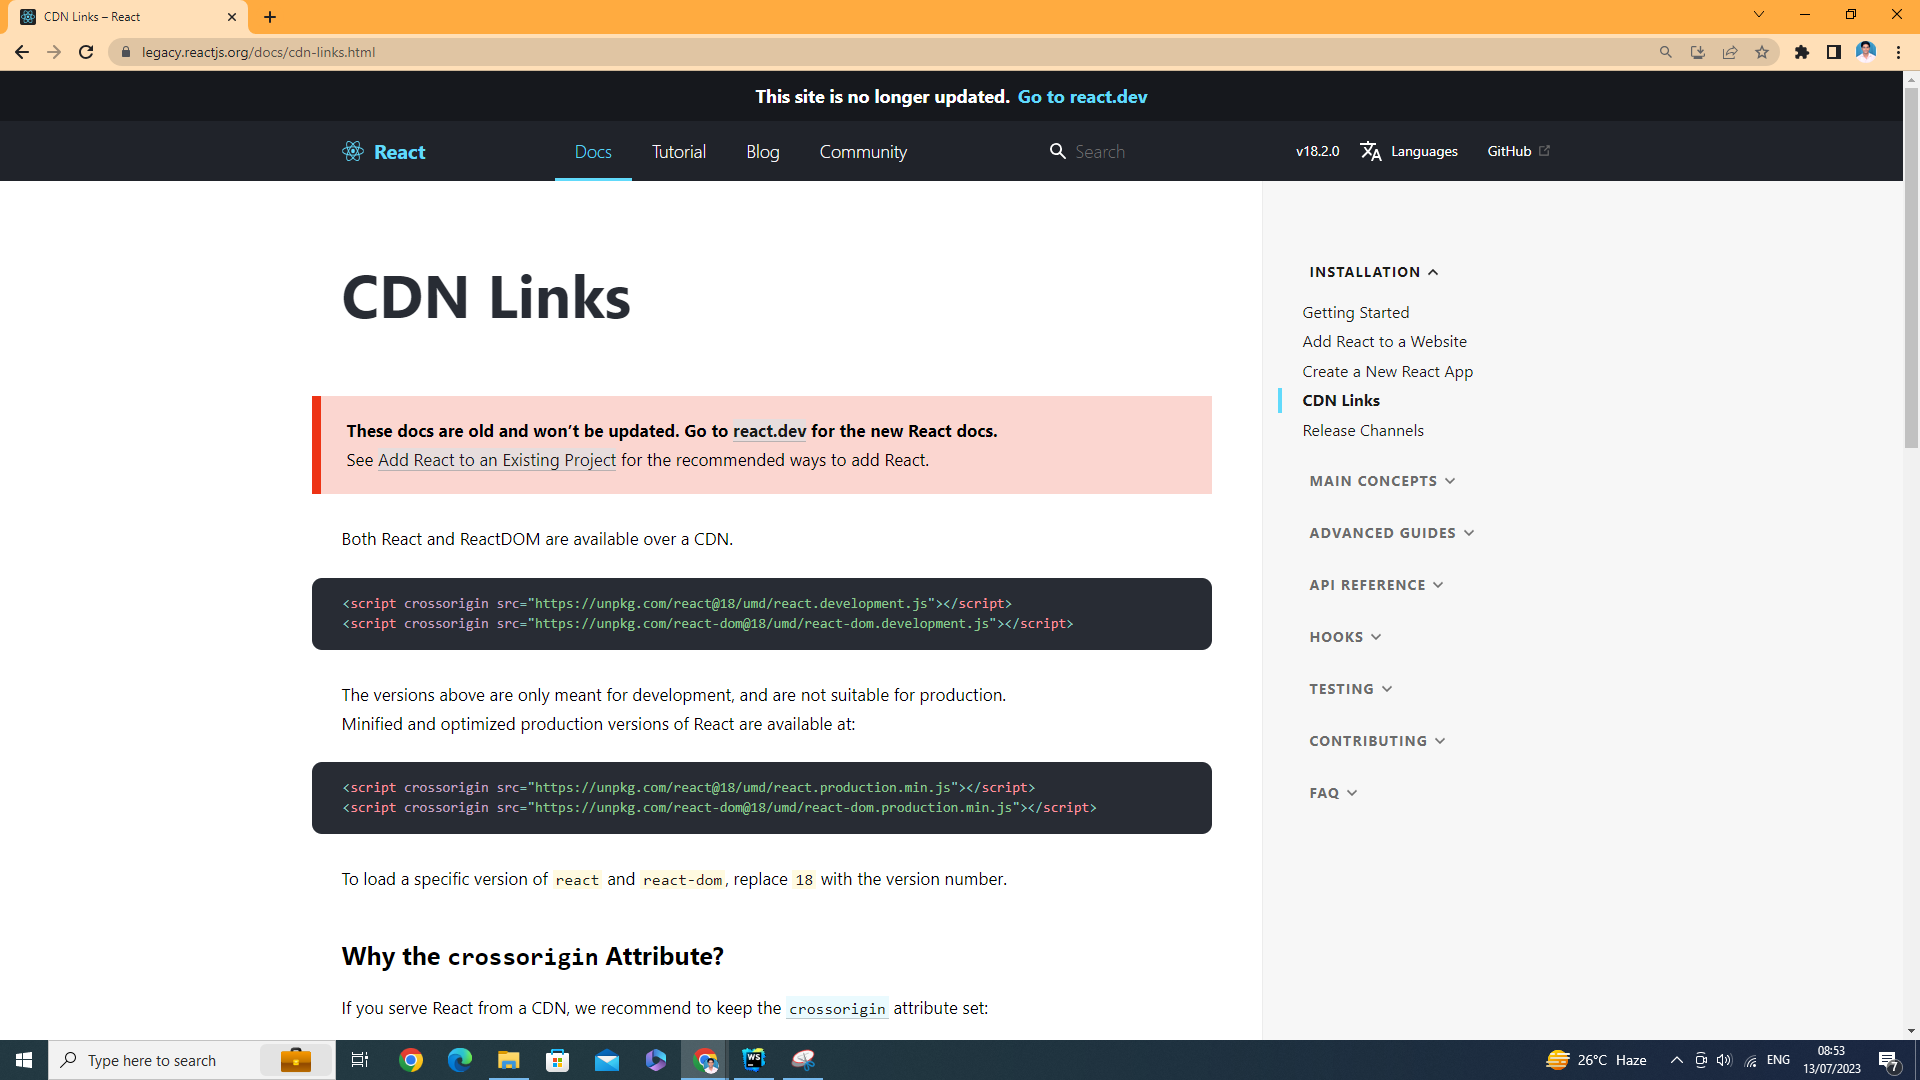 CDN Links – React
legacy.reactjs.org/docs/cdn-links.html
This site is no longer updated. Go to react.dev
React
Docs
Tutorial
Blog
Community
Search
v18.2.0
Languages
GitHub
CDN Links
These docs are old and won’t be updated. Go to react.dev for the new React docs.
See Add React to an Existing Project for the recommended ways to add React.
Both React and ReactDOM are available over a CDN.
<script crossorigin src="https://unpkg.com/react@18/umd/react.development.js"></script>
<script crossorigin src="https://unpkg.com/react-dom@18/umd/react-dom.development.js"></script>
The versions above are only meant for development, and are not suitable for production.
Minified and optimized production versions of React are available at:
<script crossorigin src="https://unpkg.com/react@18/umd/react.production.min.js"></script>
<script crossorigin src="https://unpkg.com/react-dom@18/umd/react-dom.production.min.js"></script>
To load a specific version of react and react-dom, replace 18 with the version number.
Why the crossorigin Attribute?
If you serve React from a CDN, we recommend to keep the crossorigin attribute set:
INSTALLATION
Getting Started
Add React to a Website
Create a New React App
CDN Links
Release Channels
MAIN CONCEPTS
ADVANCED GUIDES
API REFERENCE
HOOKS
TESTING
CONTRIBUTING
FAQ
Type here to search
WS
26°C Haze
ENG
08:53
13/07/2023
7